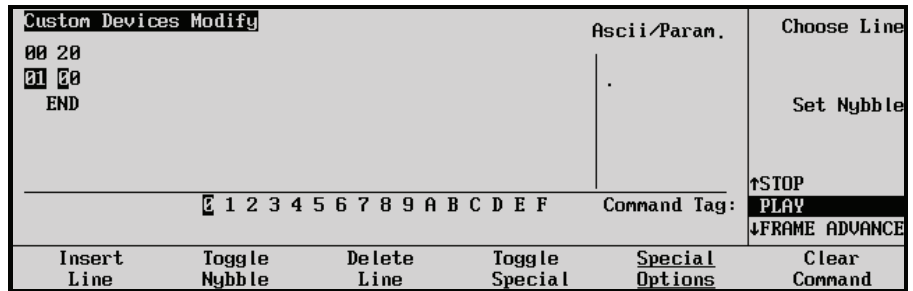 Custom Devices Modify
Ascii/Param.
Choose Line
00 20
01 00
.
END
Set Nybble
↑STOP
0 1 2 3 4 5 6 7 8 9 A B C D E F
Command Tag:
PLAY
↓FRAME ADVANCE
Insert Line
Toggle Nybble
Delete Line
Toggle Special
Special Options
Clear Command